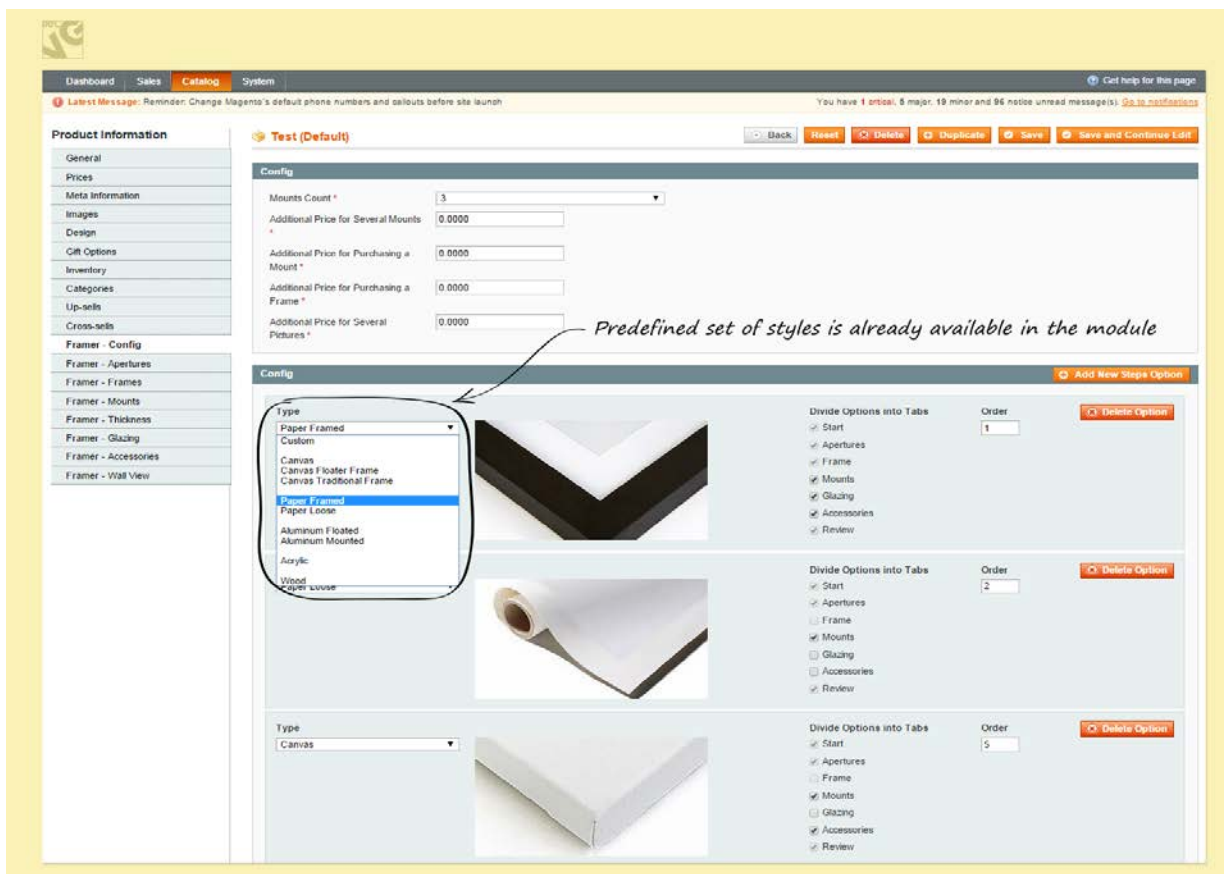 Dashboard Sales Catalog System Get help for this page
Latest Message: Reminder: Change Magento's default phone numbers and callouts before site launch You have 1 critical, 5 major, 19 minor and 96 notice unread message(s). Go to notifications
Product Information
General
Prices
Meta Information
Images
Design
Gift Options
Inventory
Categories
Up-sells
Cross-sells
Framer - Config
Framer - Apertures
Framer - Frames
Framer - Mounts
Framer - Thickness
Framer - Glazing
Framer - Accessories
Framer - Wall View
Test (Default) Back Reset Delete Duplicate Save Save and Continue Edit
Config
Mounts Count * 3
Additional Price for Several Mounts 0.0000
*
Additional Price for Purchasing a 0.0000
Mount *
Additional Price for Purchasing a 0.0000
Frame *
Additional Price for Several 0.0000
Pictures *
Predefined set of styles is already available in the module
Config Add New Steps Option
Type Divide Options into Tabs Order Delete Option
Paper Framed Start 1
Custom
Canvas
Canvas Floater Frame
Canvas Traditional Frame
Paper Framed
Paper Loose
Aluminum Floated
Aluminum Mounted
Acrylic
Wood
Apertures
Frame
Mounts
Glazing
Accessories
Review
Paper Loose
Divide Options into Tabs Order Delete Option
Start 2
Apertures
Frame
Mounts
Glazing
Accessories
Review
Type Divide Options into Tabs Order Delete Option
Canvas Start 5
Apertures
Frame
Mounts
Glazing
Accessories
Review